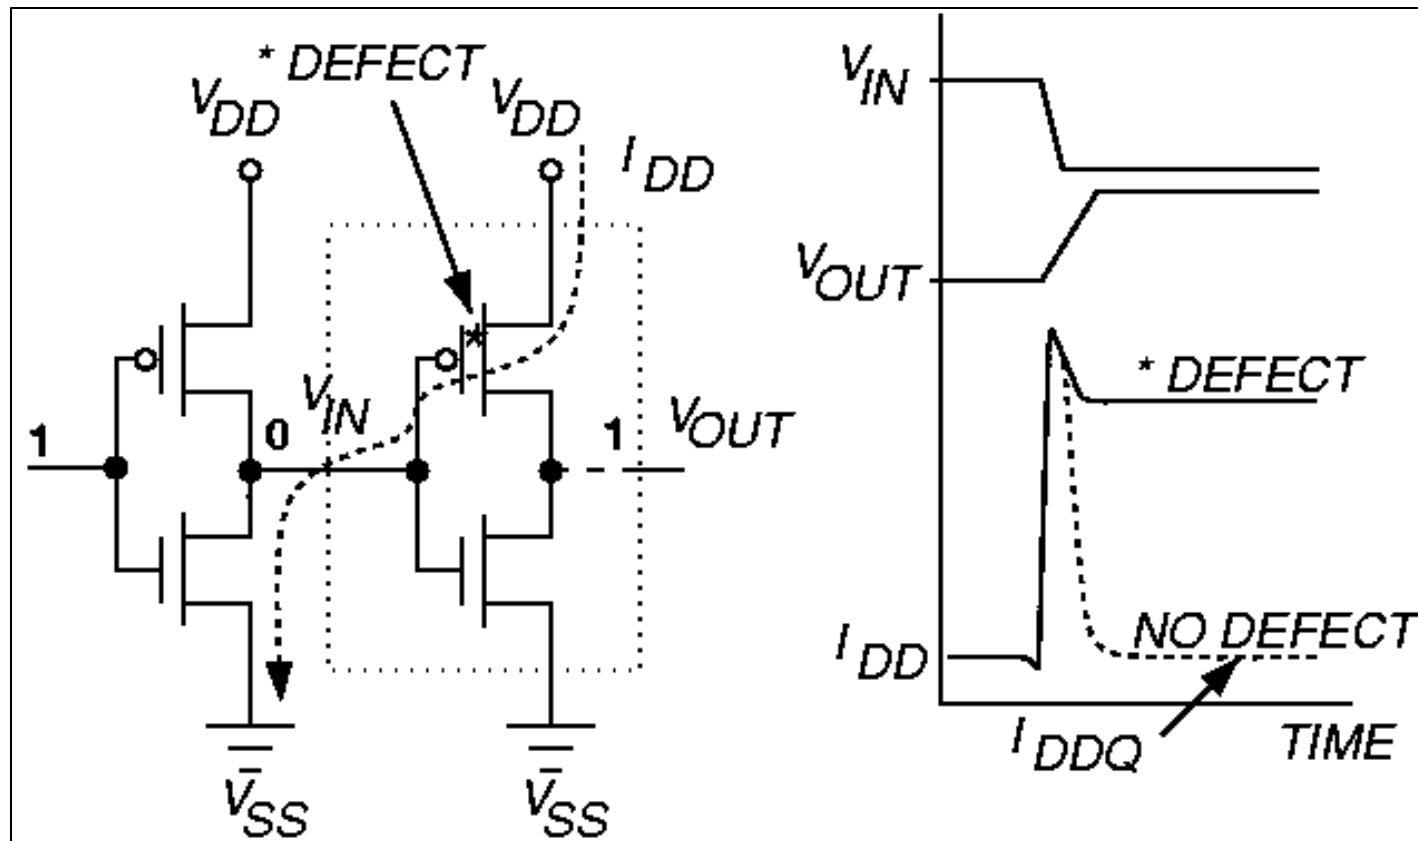 * DEFECT
VDD
VDD
IDD
VIN
1
0
1
VOUT
VSS
VSS
VIN
VOUT
* DEFECT
IDD
NO DEFECT
IDDQ
TIME